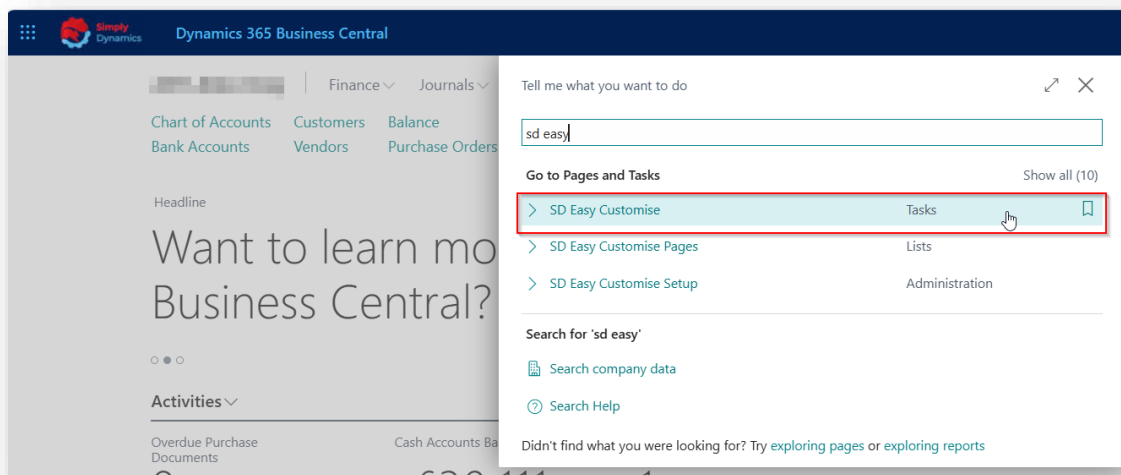 Simply
Dynamics
Dynamics 365 Business Central
Finance
Journals
Chart of Accounts Customers Balance
Bank Accounts Vendors Purchase Orders
Headline
Want to learn mo
Business Central?
Activities
Overdue Purchase
Documents
Cash Accounts Ba
Tell me what you want to do
sd easy
Go to Pages and Tasks Show all (10)
SD Easy Customise Tasks
SD Easy Customise Pages Lists
SD Easy Customise Setup Administration
Search for 'sd easy'
Search company data
Search Help
Didn't find what you were looking for? Try exploring pages or exploring reports